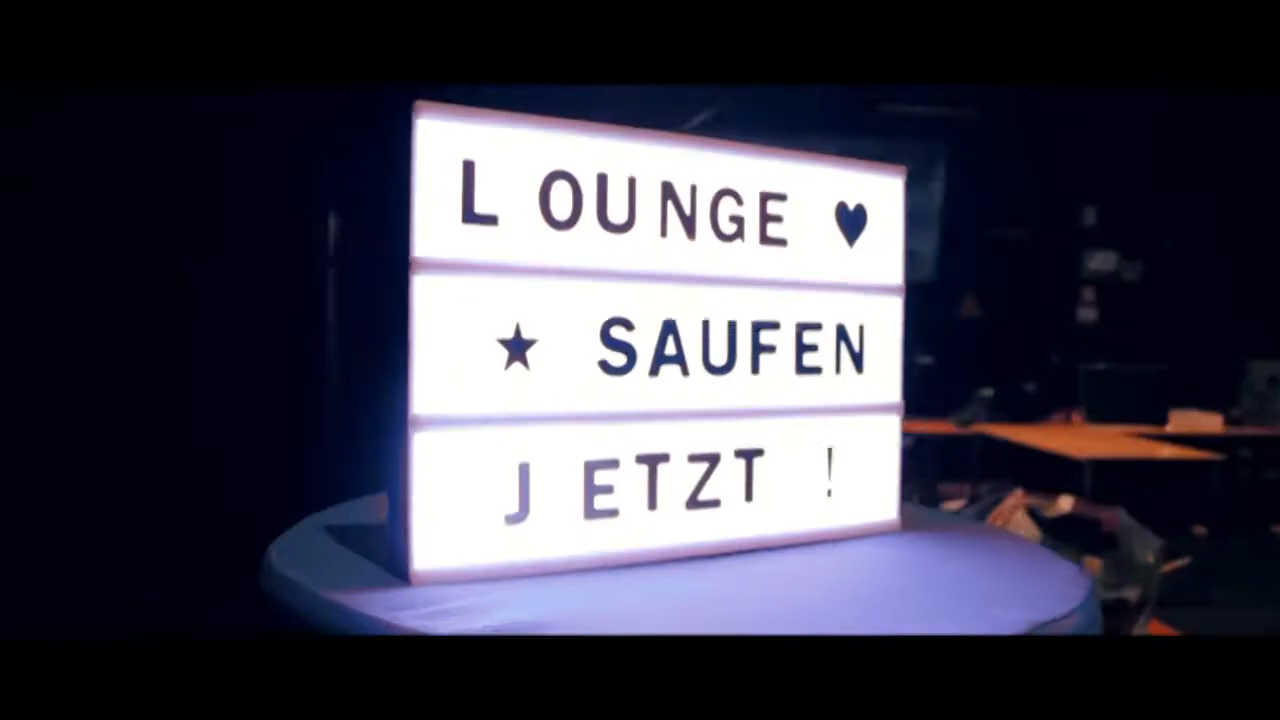 LOUNGE ♥
★ SAUFEN
JETZT !